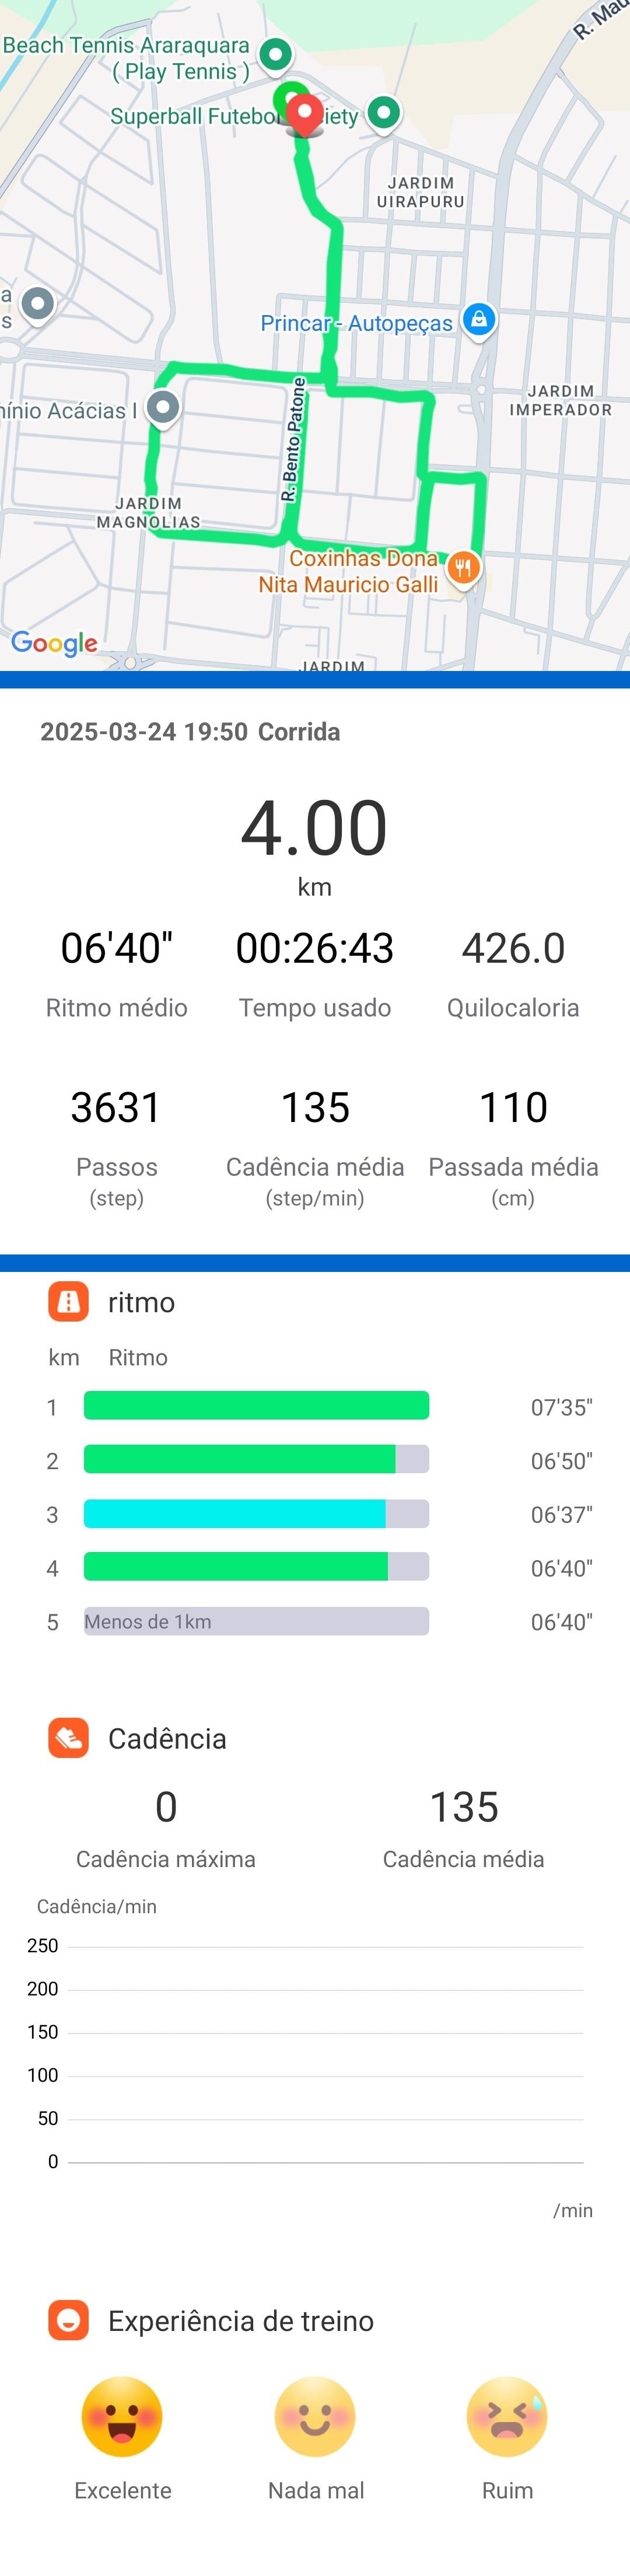 R. Mau
Beach Tennis Araraquara
( Play Tennis )
Superball Futebol
iety
JARDIM
UIRAPURU
a
s
Princar - Autopeças
JARDIM
IMPERADOR
ínio Acácias I
R. Bento Patone
JARDIM
MAGNÓLIAS
Coxinhas Dona
Nita Mauricio Galli
Google
JARDIM
2025-03-24 19:50 Corrida
4.00
km
06'40" 00:26:43 426.0
Ritmo médio Tempo usado Quilocaloria
3631 135 110
Passos Cadência média Passada média
(step) (step/min) (cm)
ritmo
km Ritmo
1 07'35"
2 06'50"
3 06'37"
4 06'40"
5 Menos de 1km 06'40"
Cadência
0 135
Cadência máxima Cadência média
Cadência/min
250
200
150
100
50
0
/min
Experiência de treino
Excelente Nada mal Ruim